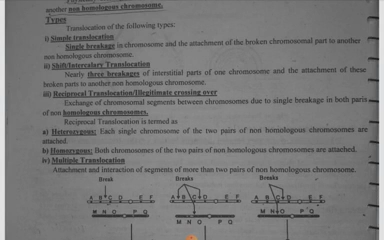 another non homologous chromosome.
Types
Translocation of the following types:
i) Simple translocation
Single breakage in chromosome and the attachment of the broken chromosomal part to another
non homologous chromosome.
ii) Shift/Intercalary Translocation
Nearly three breakages of interstitial parts of one chromosome and the attachment of these
broken parts to another non homologous chromosome.
iii) Reciprocal Translocation/Illegitimate crossing over
Exchange of chromosomal segments between chromosomes due to single breakage in both parts
of non homologous chromosomes.
Reciprocal Translocation is termed as
a) Heterozygous: Each single chromosome of the two pairs of non homologous chromosomes are
attached.
b) Homozygous: Both chromosomes of the two pairs of non homologous chromosomes are attached.
iv) Multiple Translocation
Attachment and interaction of segments of more than two pairs of non homologous chromosome.
Break Breaks Breaks
A B C D E F A B C D E F A B C D E F
M N O P Q M N O P Q M N O P Q